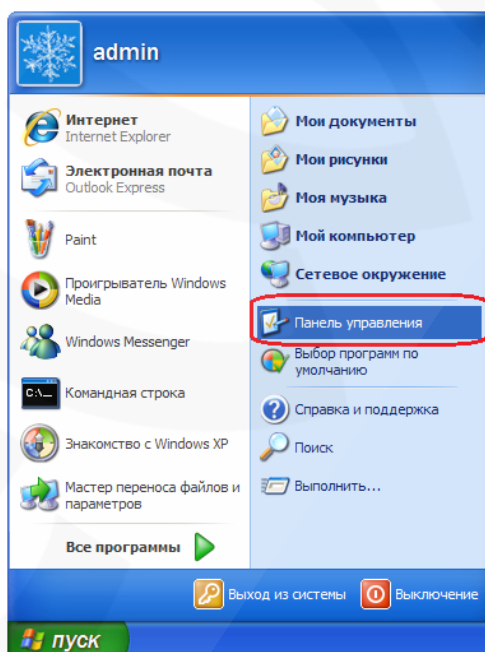 admin
Интернет
Internet Explorer
Электронная почта
Outlook Express
Paint
Проигрыватель Windows
Media
Windows Messenger
C:\_
Командная строка
Знакомство с Windows XP
Мастер переноса файлов и
параметров
Все программы
Мои документы
Мои рисунки
Моя музыка
Мой компьютер
Сетевое окружение
Панель управления
Выбор программ по
умолчанию
Справка и поддержка
Поиск
Выполнить...
Выход из системы
Выключение
пуск